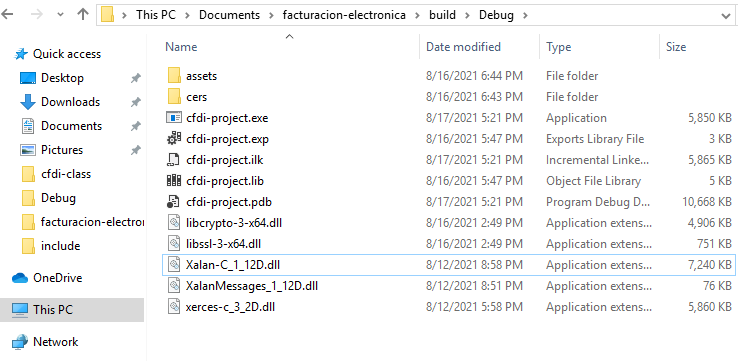 This PC > Documents > facturacion-electronica > build > Debug >
Quick access
Desktop
Downloads
Documents
Pictures
cfdi-class
Debug
facturacion-electron
include
OneDrive
This PC
Network
Name Date modified Type Size
assets 8/16/2021 6:44 PM File folder
cers 8/16/2021 6:43 PM File folder
cfdi-project.exe 8/17/2021 5:21 PM Application 5,850 KB
cfdi-project.exp 8/16/2021 5:47 PM Exports Library File 3 KB
cfdi-project.ilk 8/17/2021 5:21 PM Incremental Linke... 5,865 KB
cfdi-project.lib 8/16/2021 5:47 PM Object File Library 5 KB
cfdi-project.pdb 8/17/2021 5:21 PM Program Debug D... 10,668 KB
libcrypto-3-x64.dll 8/16/2021 2:49 PM Application extens... 4,906 KB
libssl-3-x64.dll 8/16/2021 2:49 PM Application extens... 751 KB
Xalan-C_1_12D.dll 8/12/2021 8:58 PM Application extens... 7,240 KB
XalanMessages_1_12D.dll 8/12/2021 8:51 PM Application extens... 76 KB
xerces-c_3_2D.dll 8/12/2021 5:58 PM Application extens... 5,860 KB